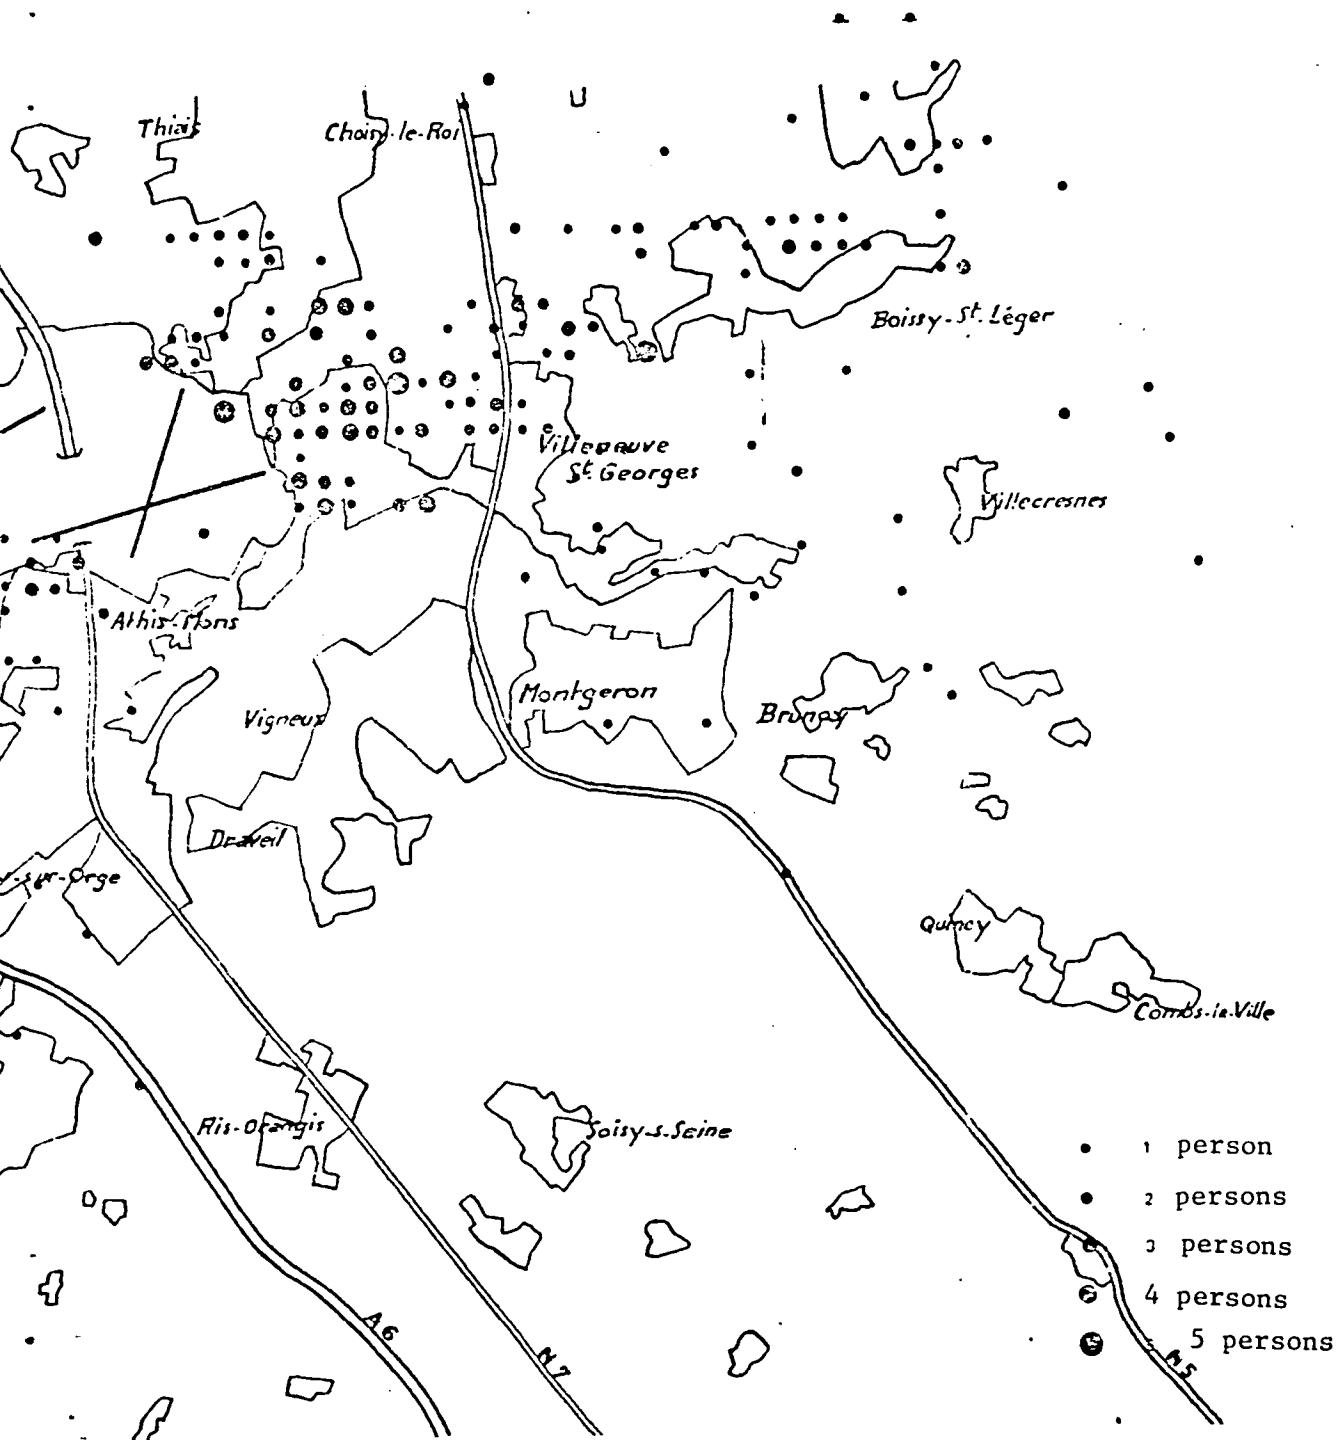 Thiais
Choisy-le-Roi
Boissy-St. Léger
Villeneuve
St. Georges
Villecresnes
Athis-Mons
Montgeron
Vigneux
Brunoy
Draveil
y-sur-Orge
Quincy
Combs-la-Ville
Ris-Orangis
Soisy-s-Seine
1 person
2 persons
3 persons
4 persons
5 persons
A6
N7
N5